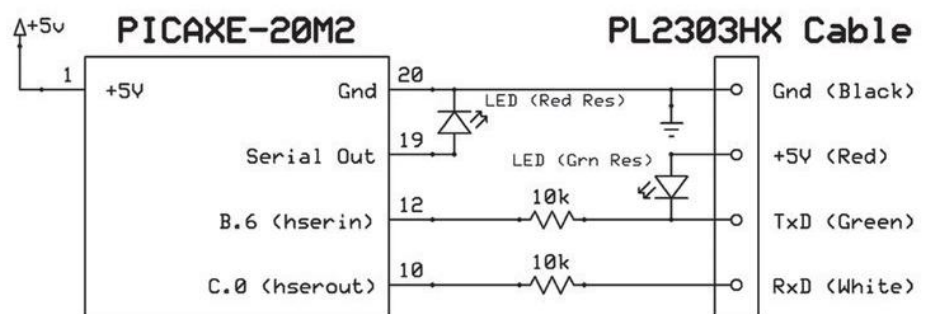 +5v
PICAXE-20M2
PL2303HX Cable
1
+5V
Gnd
20
LED (Red Res)
Gnd (Black)
Serial Out
19
LED (Grn Res)
+5V (Red)
B.6 (hserin)
12
10k
TxD (Green)
C.0 (hserout)
10
10k
RxD (White)